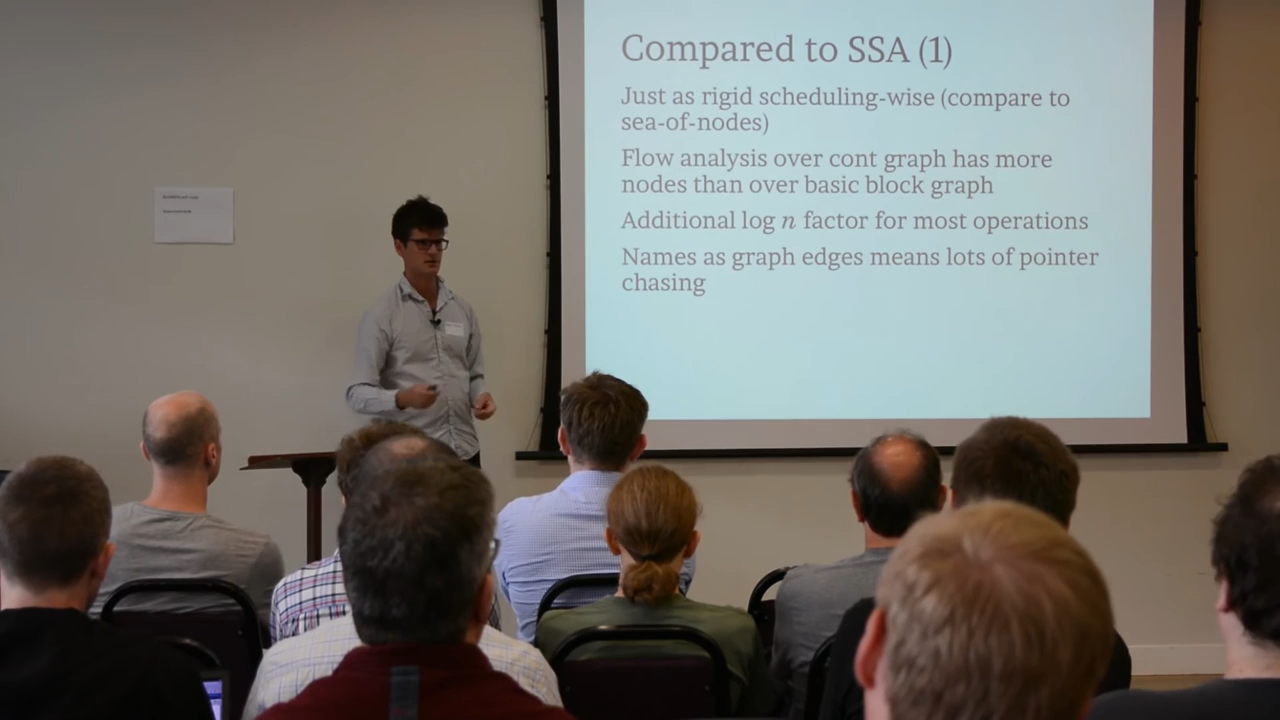 Compared to SSA (1)
Just as rigid scheduling-wise (compare to
sea-of-nodes)
Flow analysis over cont graph has more
nodes than over basic block graph
Additional log n factor for most operations
Names as graph edges means lots of pointer
chasing